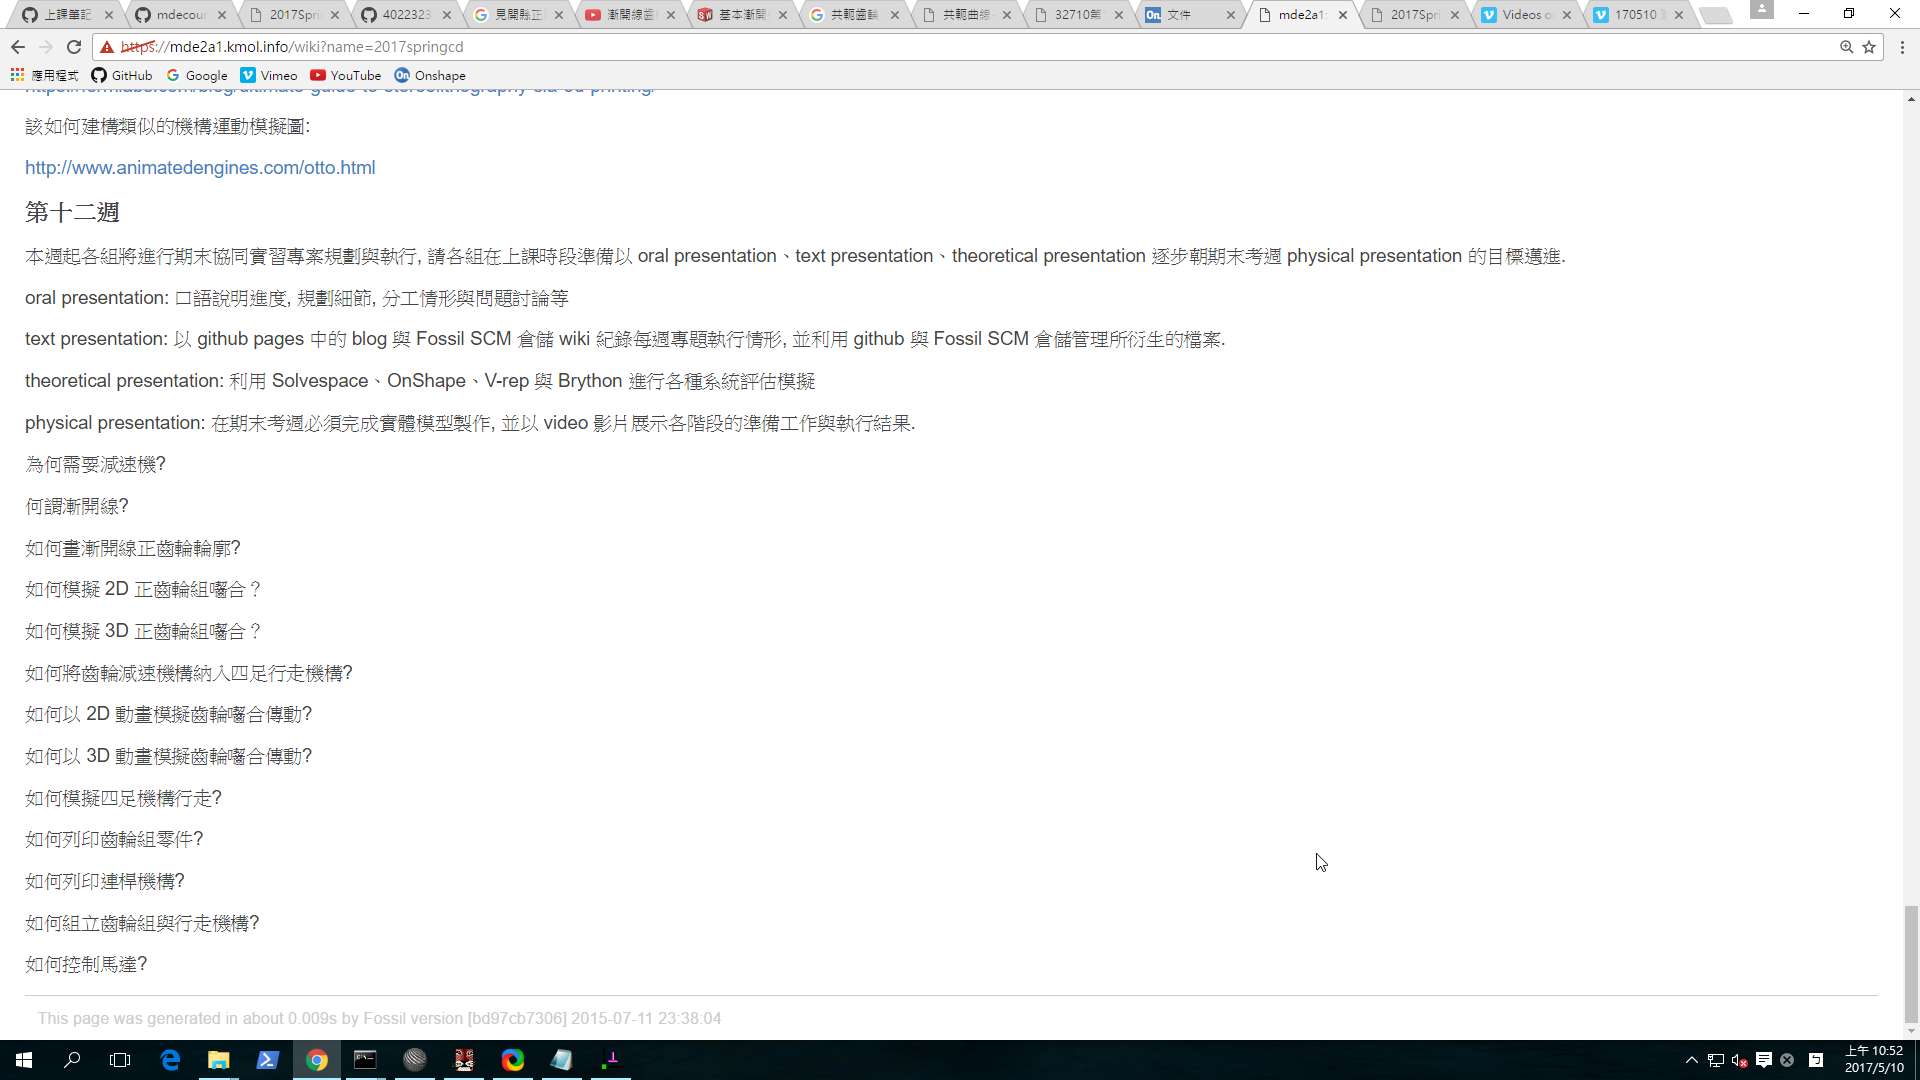 上課筆記
mdecour
2017Spri
4022323
見開縣正
漸開線齒
基本漸開
共軛齒輪
共軛曲線
32710第
文件
mde2a1:
2017Spri
Videos o
170510
https://mde2a1.kmol.info/wiki?name=2017springcd
應用程式
GitHub
Google
Vimeo
YouTube
Onshape
https://formlabs.com/blog/ultimate-guide-to-stereolithography-sla-3d-printing/
該如何建構類似的機構運動模擬圖:
http://www.animatedengines.com/otto.html
第十二週
本週起各組將進行期末協同實習專案規劃與執行, 請各組在上課時段準備以 oral presentation、text presentation、theoretical presentation 逐步朝期末考週 physical presentation 的目標邁進.
oral presentation: 口語說明進度, 規劃細節, 分工情形與問題討論等
text presentation: 以 github pages 中的 blog 與 Fossil SCM 倉儲 wiki 紀錄每週專題執行情形, 並利用 github 與 Fossil SCM 倉儲管理所衍生的檔案.
theoretical presentation: 利用 Solvespace、OnShape、V-rep 與 Brython 進行各種系統評估模擬
physical presentation: 在期末考週必須完成實體模型製作, 並以 video 影片展示各階段的準備工作與執行結果.
為何需要減速機?
何謂漸開線?
如何畫漸開線正齒輪輪廓?
如何模擬 2D 正齒輪組囓合？
如何模擬 3D 正齒輪組囓合？
如何將齒輪減速機構納入四足行走機構?
如何以 2D 動畫模擬齒輪囓合傳動?
如何以 3D 動畫模擬齒輪囓合傳動?
如何模擬四足機構行走?
如何列印齒輪組零件?
如何列印連桿機構?
如何組立齒輪組與行走機構?
如何控制馬達?
This page was generated in about 0.009s by Fossil version [bd97cb7306] 2015-07-11 23:38:04
上午 10:52
2017/5/10